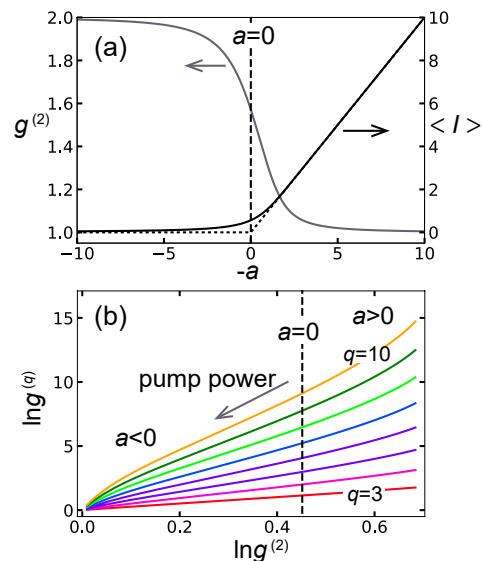 (a)
a=0
g(2)
<I>
2.0
1.8
1.6
1.4
1.2
1.0
10
8
6
4
2
0
−10
−5
0
5
10
-a
(b)
a=0
a>0
q=10
pump power
a<0
q=3
lng(q)
15
10
5
0
0.0
0.2
0.4
0.6
lng(2)